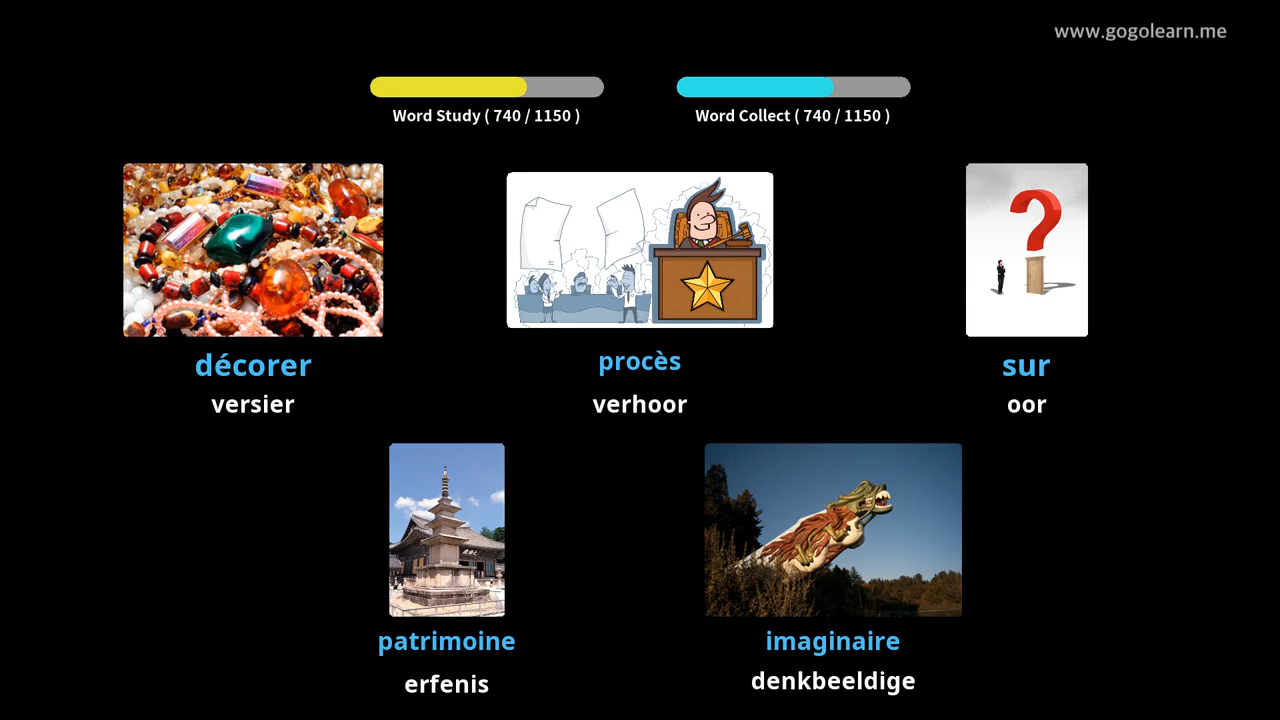 www.gogolearn.me
Word Study ( 740 / 1150 )
Word Collect ( 740 / 1150 )
décorer
versier
procès
verhoor
sur
oor
patrimoine
erfenis
imaginaire
denkbeeldige